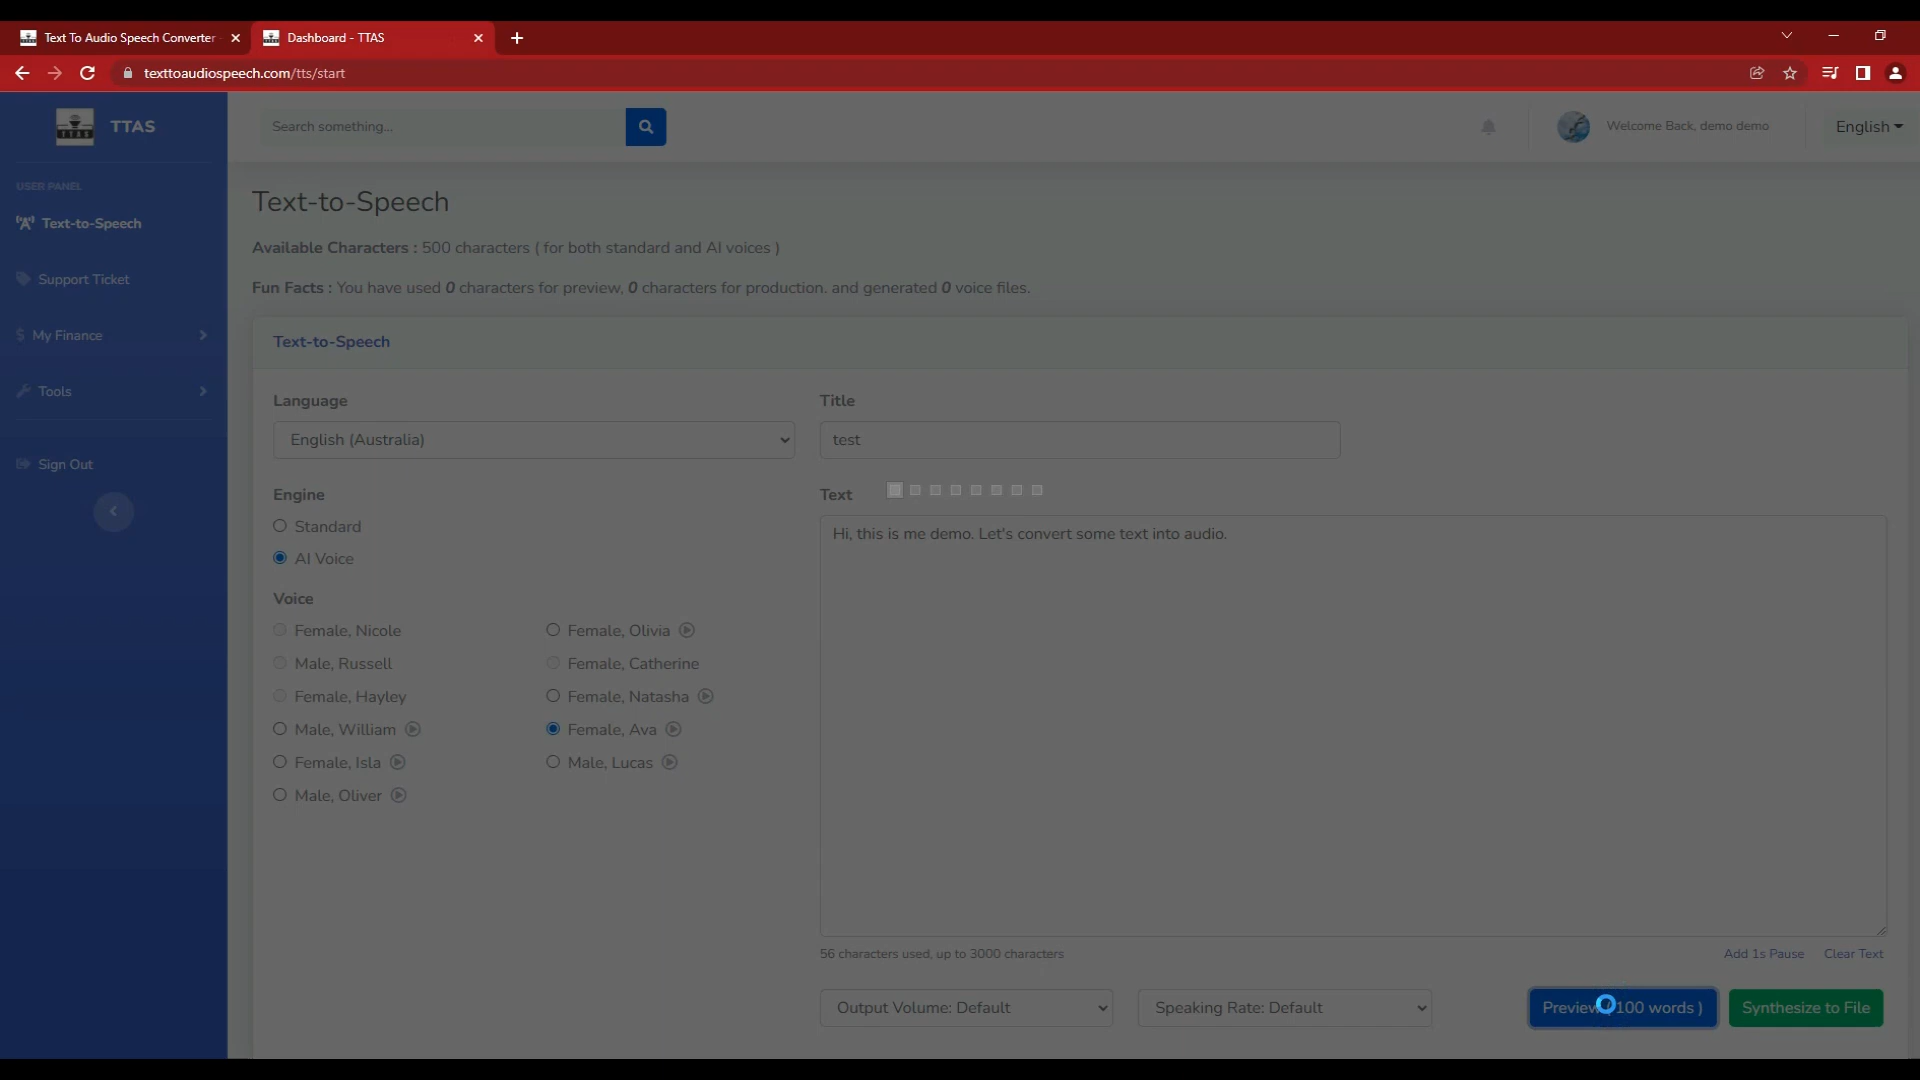 Text To Audio Speech Converter
Dashboard - TTAS
texttoaudiospeech.com/tts/start
TTAS
Search something...
Welcome Back, demo demo
English
USER PANEL
Text-to-Speech
Support Ticket
My Finance
Tools
Sign Out
Text-to-Speech
Available Characters : 500 characters ( for both standard and AI voices )
Fun Facts : You have used 0 characters for preview, 0 characters for production. and generated 0 voice files.
Text-to-Speech
Language
English (Australia)
Title
test
Engine
Standard
AI Voice
Voice
Female, Nicole
Female, Olivia
Male, Russell
Female, Catherine
Female, Hayley
Female, Natasha
Male, William
Female, Ava
Female, Isla
Male, Lucas
Male, Oliver
Text
Hi, this is me demo. Let's convert some text into audio.
56 characters used, up to 3000 characters
Add 1s Pause
Clear Text
Output Volume: Default
Speaking Rate: Default
Preview ( 100 words )
Synthesize to File